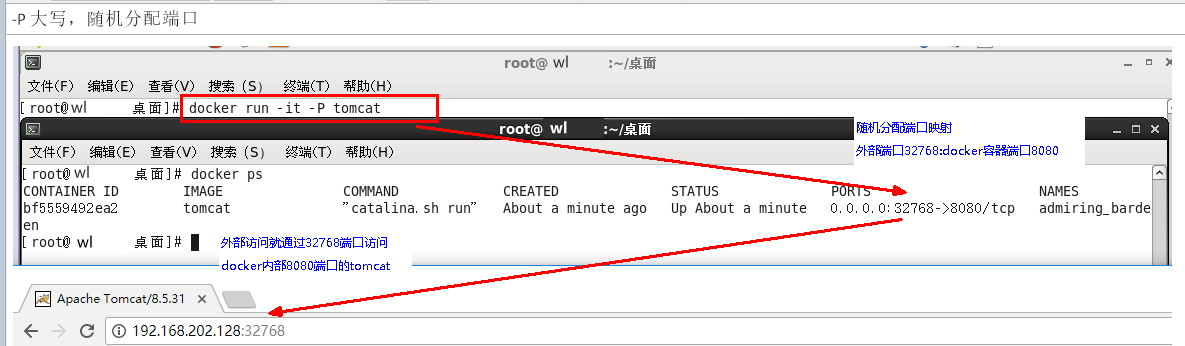 -P 大写，随机分配端口
root@ wl :~/桌面
文件(F) 编辑(E) 查看(V) 搜索 (S) 终端(T) 帮助(H)
[ root@ wl 桌面]# docker run -it -P tomcat
root@ wl :~/桌面
随机分配端口映射
文件(F) 编辑(E) 查看(V) 搜索 (S) 终端(T) 帮助(H)
外部端口32768:docker容器端口8080
[ root@ wl 桌面]# docker ps
CONTAINER ID IMAGE COMMAND CREATED STATUS PORTS NAMES
bf5559492ea2 tomcat "catalina.sh run" About a minute ago Up About a minute 0.0.0.0:32768->8080/tcp admiring_barde
en
[ root@ wl 桌面]#
外部访问就通过32768端口访问
docker内部8080端口的tomcat
Apache Tomcat/8.5.31
192.168.202.128:32768